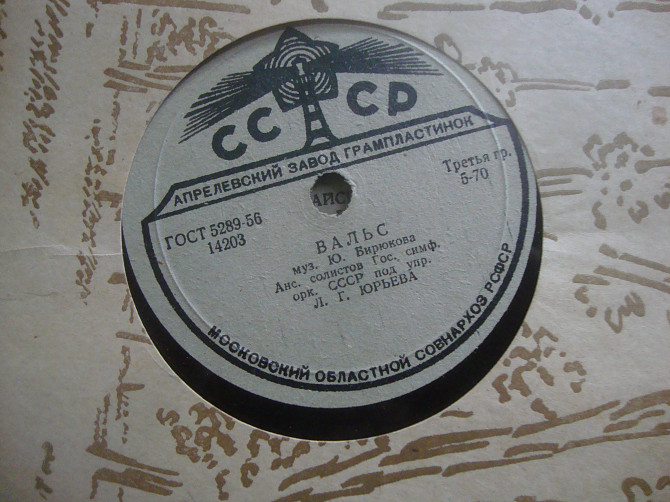 СССР
АПРЕЛЕВСКИЙ ЗАВОД ГРАМПЛАСТИНОК
ГОСТ 5289-56
14203
Третья гр.
5-70
ВАЛЬС
муз. Ю. Бирюкова
Анс. солистов Гос. симф.
орк. СССР под упр.
Л. Г. ЮРЬЕВА
МОСКОВСКИЙ ОБЛАСТНОЙ СОВНАРХОЗ РСФСР